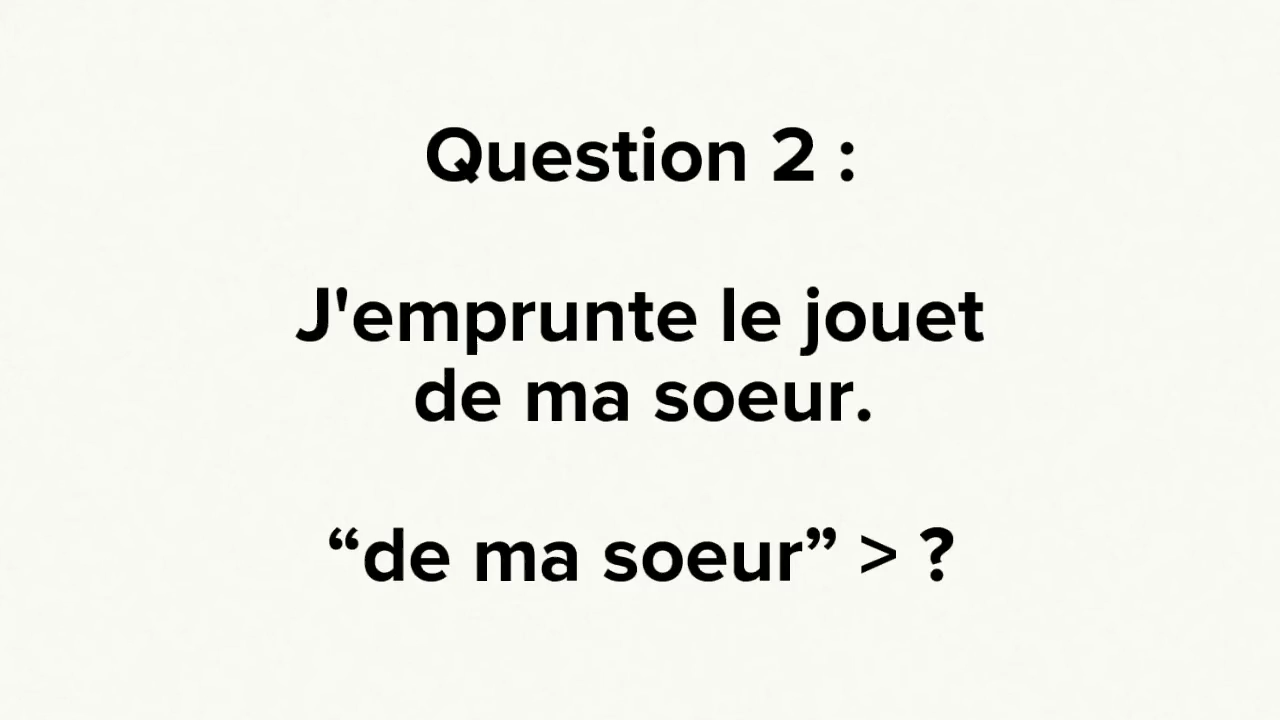 Question 2 :
J'emprunte le jouet
de ma soeur.
“de ma soeur” > ?